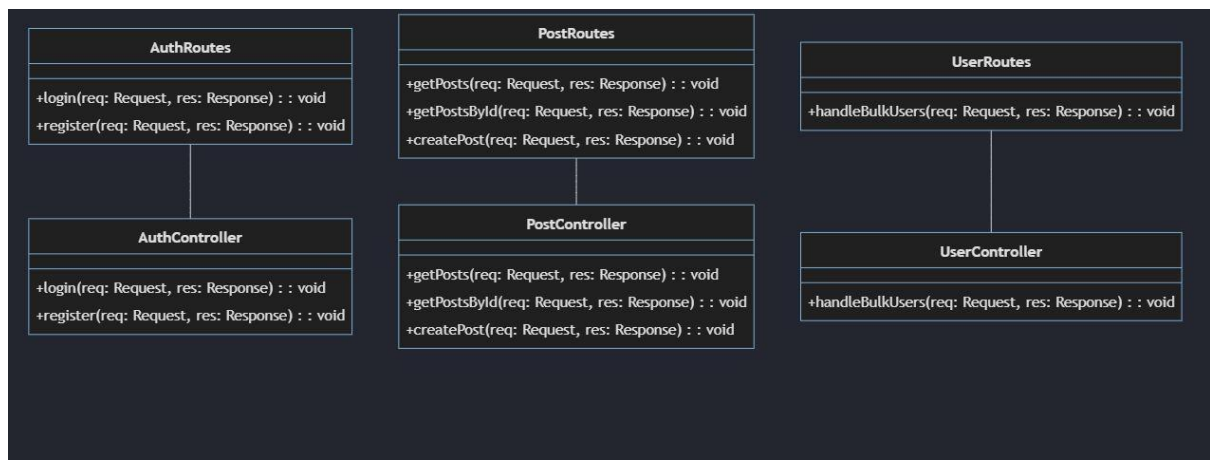 AuthRoutes
+login(req: Request, res: Response) : : void
+register(req: Request, res: Response) : : void
PostRoutes
+getPosts(req: Request, res: Response) : : void
+getPostsById(req: Request, res: Response) : : void
+createPost(req: Request, res: Response) : : void
UserRoutes
+handleBulkUsers(req: Request, res: Response) : : void
AuthController
+login(req: Request, res: Response) : : void
+register(req: Request, res: Response) : : void
PostController
+getPosts(req: Request, res: Response) : : void
+getPostsById(req: Request, res: Response) : : void
+createPost(req: Request, res: Response) : : void
UserController
+handleBulkUsers(req: Request, res: Response) : : void